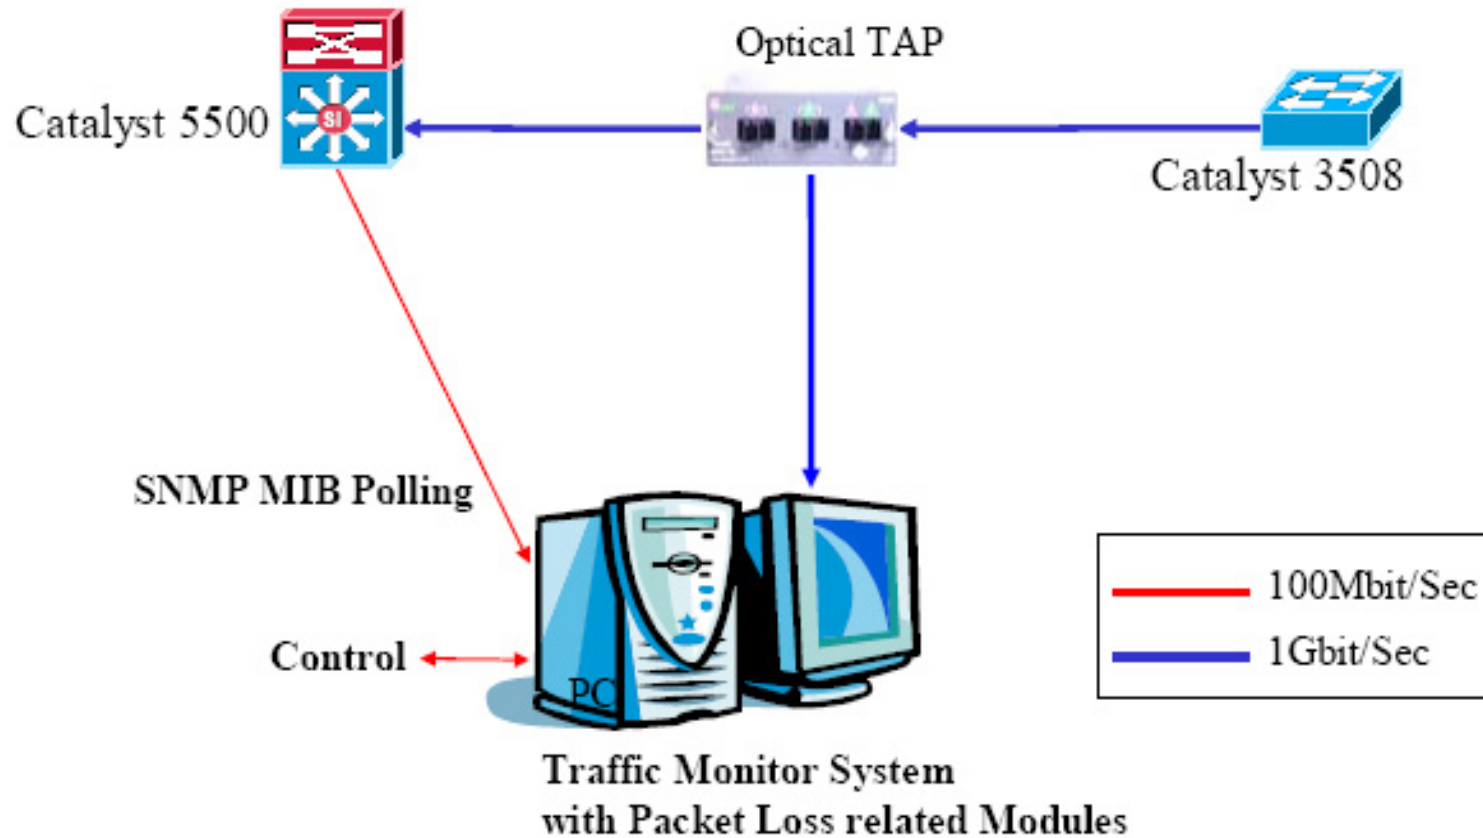 Optical TAP
Catalyst 5500
SI
Catalyst 3508
SNMP MIB Polling
100Mbit/Sec
1Gbit/Sec
Control
PC
Traffic Monitor System
with Packet Loss related Modules